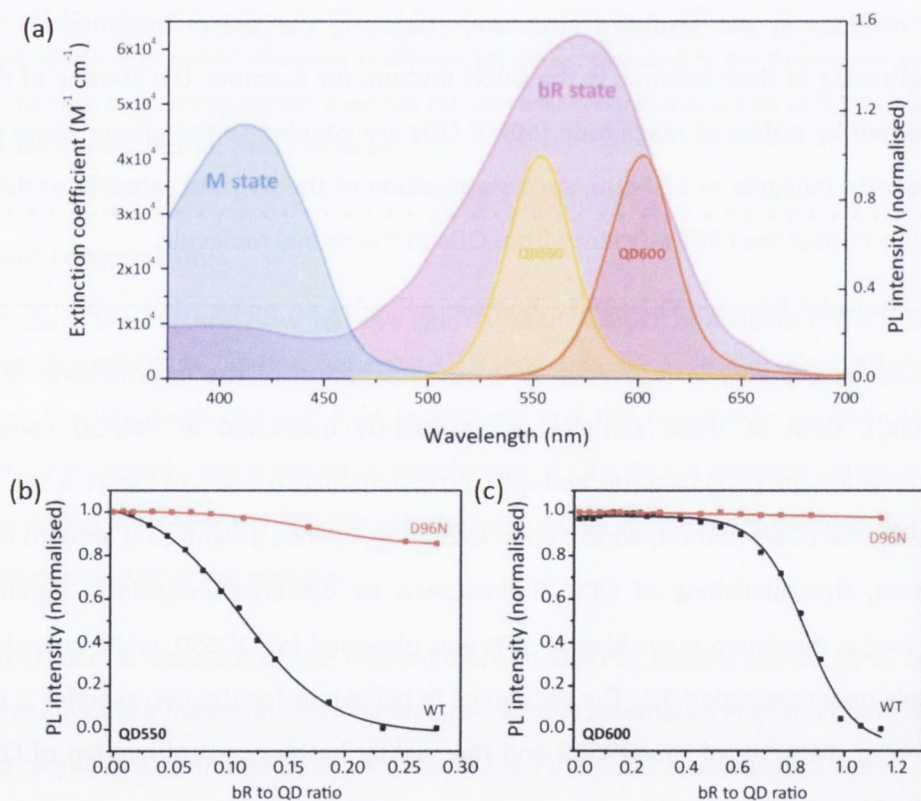 (a)
Extinction coefficient (M⁻¹ cm⁻¹)
6x10⁴
5x10⁴
4x10⁴
3x10⁴
2x10⁴
1x10⁴
M state
bR state
QD550
QD600
1.6
1.2
0.8
0.4
0.0
PL intensity (normalised)
400 450 500 550 600 650 700
Wavelength (nm)
(b)
PL intensity (normalised)
1.0
0.8
0.6
0.4
0.2
0.0
D96N
WT
QD550
0.00 0.05 0.10 0.15 0.20 0.25 0.30
bR to QD ratio
(c)
PL intensity (normalised)
1.0
0.8
0.6
0.4
0.2
0.0
D96N
WT
QD600
0.0 0.2 0.4 0.6 0.8 1.0 1.2
bR to QD ratio